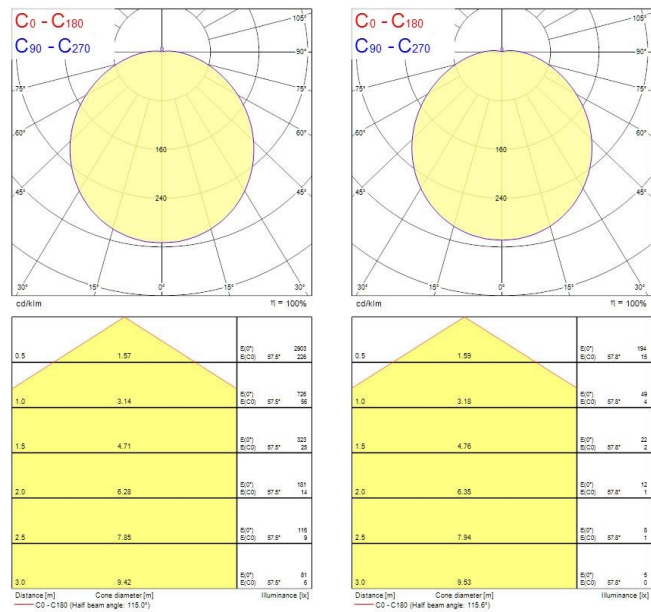 C0 - C180
C90 - C270
105°
90°
75°
75°
60°
60°
160
45°
45°
240
30°
15°
0°
15°
30°
cd/klm
η = 100%
0.5
1.57
E(0°) 2903
E(C0) 57.5° 226
1.0
3.14
E(0°) 726
E(C0) 57.5° 56
1.5
4.71
E(0°) 323
E(C0) 57.5° 25
2.0
6.28
E(0°) 181
E(C0) 57.5° 14
2.5
7.85
E(0°) 116
E(C0) 57.5° 9
3.0
9.42
E(0°) 81
E(C0) 57.5° 6
Distance [m]
Cone diameter [m]
Illuminance [lx]
C0 - C180 (Half beam angle: 115.0°)
C0 - C180
C90 - C270
105°
90°
75°
75°
60°
60°
160
45°
45°
240
30°
15°
0°
15°
30°
cd/klm
η = 100%
0.5
1.59
E(0°) 194
E(C0) 57.8° 15
1.0
3.18
E(0°) 49
E(C0) 57.8° 4
1.5
4.76
E(0°) 22
E(C0) 57.8° 2
2.0
6.35
E(0°) 12
E(C0) 57.8° 1
2.5
7.94
E(0°) 8
E(C0) 57.8° 1
3.0
9.53
E(0°) 5
E(C0) 57.8° 0
Distance [m]
Cone diameter [m]
Illuminance [lx]
C0 - C180 (Half beam angle: 115.6°)